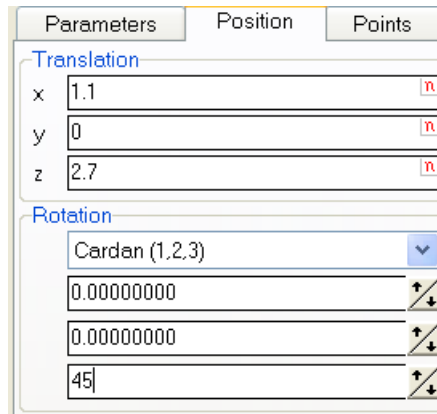 Parameters Position Points
Translation
x 1.1 n
y 0
z 2.7 n
Rotation
Cardan (1,2,3)
0.00000000
0.00000000
45